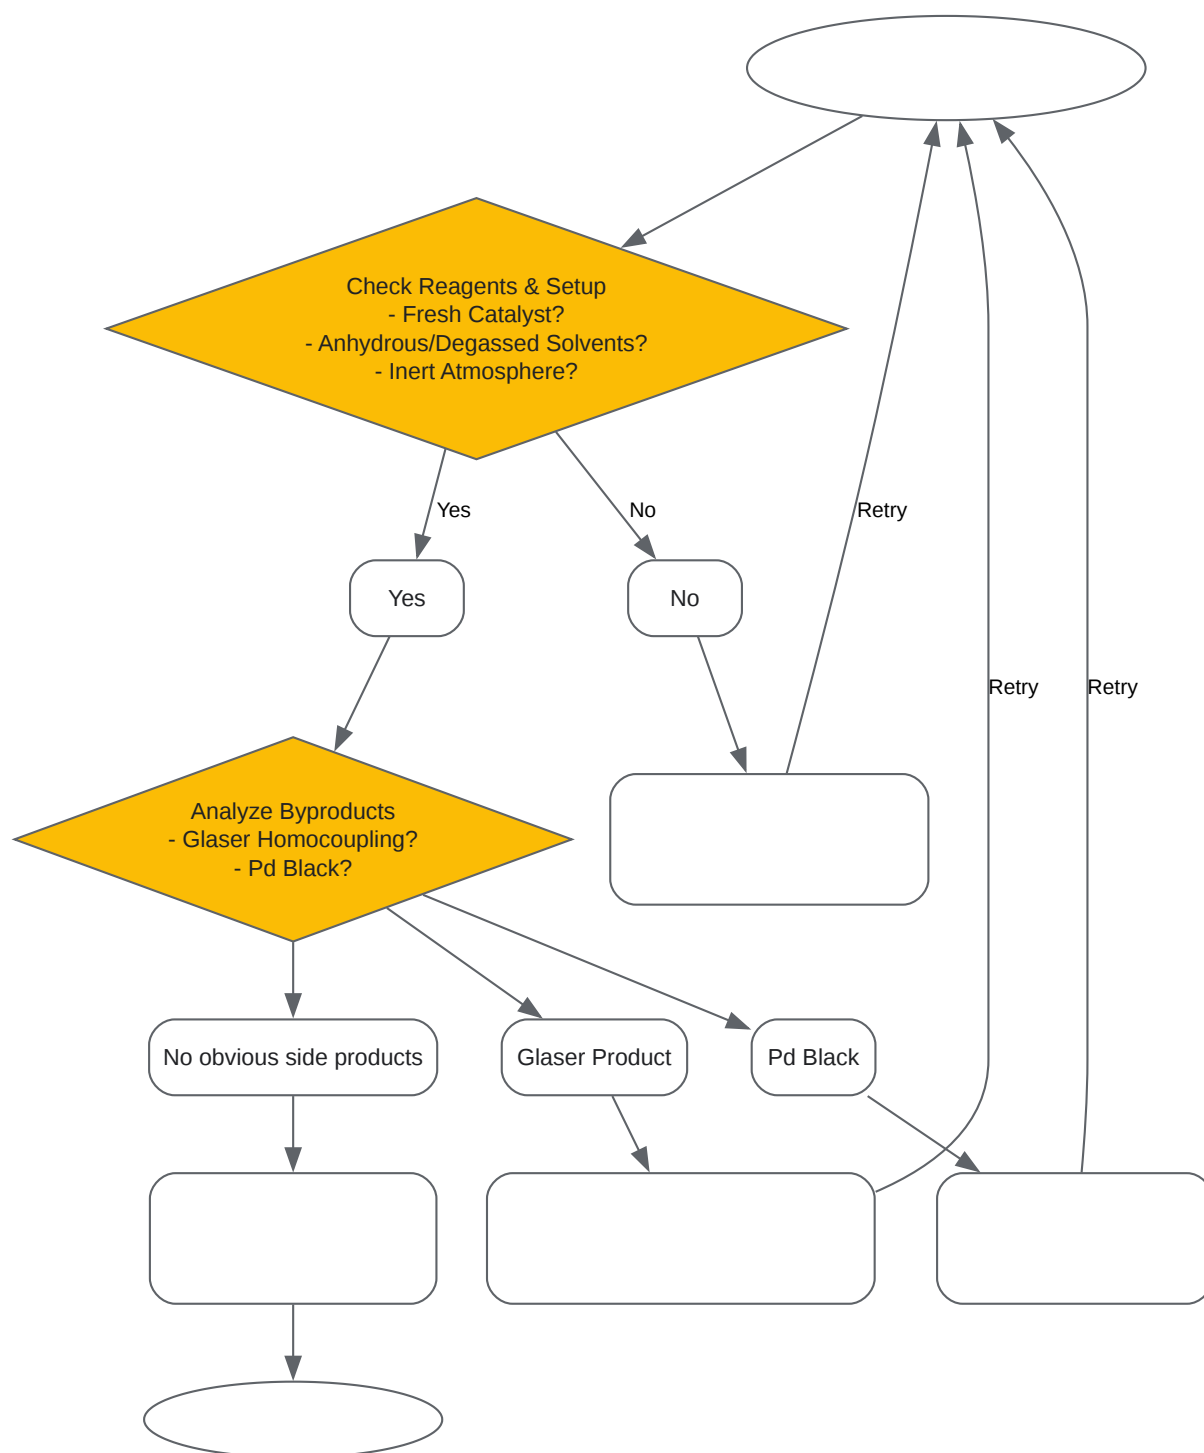 Check Reagents & Setup
- Fresh Catalyst?
- Anhydrous/Degassed Solvents?
- Inert Atmosphere?
Yes
No
Retry
Yes
No
Retry
Retry
Analyze Byproducts
- Glaser Homocoupling?
- Pd Black?
No obvious side products
Glaser Product
Pd Black